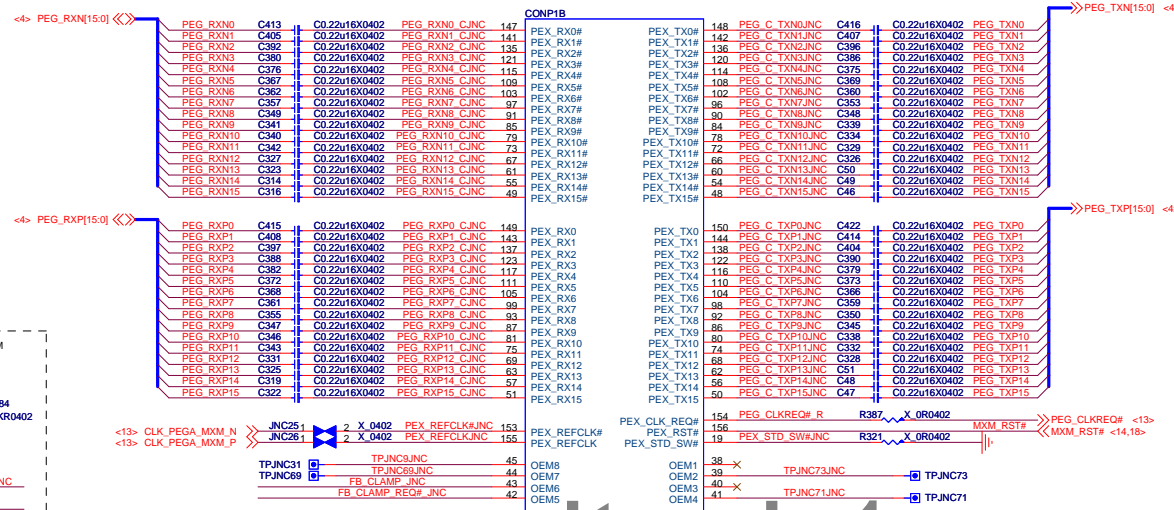 <4> PEG_RXN[15:0]
CONP1B
PEG_TXN[15:0] <4
PEG_RXN0 C413 C0.22u16X0402 PEG_RXN0_CJNC 147 PEX_RX0# PEX_TX0# 148 PEG_C_TXN0JNC C416 C0.22u16X0402 PEG_TXN0
PEG_RXN1 C405 C0.22u16X0402 PEG_RXN1_CJNC 141 PEX_RX1# PEX_TX1# 142 PEG_C_TXN1JNC C407 C0.22u16X0402 PEG_TXN1
PEG_RXN2 C392 C0.22u16X0402 PEG_RXN2_CJNC 135 PEX_RX2# PEX_TX2# 136 PEG_C_TXN2JNC C396 C0.22u16X0402 PEG_TXN2
PEG_RXN3 C380 C0.22u16X0402 PEG_RXN3_CJNC 121 PEX_RX3# PEX_TX3# 120 PEG_C_TXN3JNC C386 C0.22u16X0402 PEG_TXN3
PEG_RXN4 C376 C0.22u16X0402 PEG_RXN4_CJNC 115 PEX_RX4# PEX_TX4# 114 PEG_C_TXN4JNC C375 C0.22u16X0402 PEG_TXN4
PEG_RXN5 C367 C0.22u16X0402 PEG_RXN5_CJNC 109 PEX_RX5# PEX_TX5# 108 PEG_C_TXN5JNC C369 C0.22u16X0402 PEG_TXN5
PEG_RXN6 C362 C0.22u16X0402 PEG_RXN6_CJNC 103 PEX_RX6# PEX_TX6# 102 PEG_C_TXN6JNC C360 C0.22u16X0402 PEG_TXN6
PEG_RXN7 C357 C0.22u16X0402 PEG_RXN7_CJNC 97 PEX_RX7# PEX_TX7# 96 PEG_C_TXN7JNC C353 C0.22u16X0402 PEG_TXN7
PEG_RXN8 C349 C0.22u16X0402 PEG_RXN8_CJNC 91 PEX_RX8# PEX_TX8# 90 PEG_C_TXN8JNC C348 C0.22u16X0402 PEG_TXN8
PEG_RXN9 C341 C0.22u16X0402 PEG_RXN9_CJNC 85 PEX_RX9# PEX_TX9# 84 PEG_C_TXN9JNC C339 C0.22u16X0402 PEG_TXN9
PEG_RXN10 C340 C0.22u16X0402 PEG_RXN10_CJNC 79 PEX_RX10# PEX_TX10# 78 PEG_C_TXN10JNC C334 C0.22u16X0402 PEG_TXN10
PEG_RXN11 C342 C0.22u16X0402 PEG_RXN11_CJNC 73 PEX_RX11# PEX_TX11# 72 PEG_C_TXN11JNC C329 C0.22u16X0402 PEG_TXN11
PEG_RXN12 C327 C0.22u16X0402 PEG_RXN12_CJNC 67 PEX_RX12# PEX_TX12# 66 PEG_C_TXN12JNC C326 C0.22u16X0402 PEG_TXN12
PEG_RXN13 C323 C0.22u16X0402 PEG_RXN13_CJNC 61 PEX_RX13# PEX_TX13# 60 PEG_C_TXN13JNC C50 C0.22u16X0402 PEG_TXN13
PEG_RXN14 C314 C0.22u16X0402 PEG_RXN14_CJNC 55 PEX_RX14# PEX_TX14# 54 PEG_C_TXN14JNC C49 C0.22u16X0402 PEG_TXN14
PEG_RXN15 C316 C0.22u16X0402 PEG_RXN15_CJNC 49 PEX_RX15# PEX_TX15# 48 PEG_C_TXN15JNC C46 C0.22u16X0402 PEG_TXN15
<4> PEG_RXP[15:0]
PEG_TXP[15:0] <4
PEG_RXP0 C415 C0.22u16X0402 PEG_RXP0_CJNC 149 PEX_RX0 PEX_TX0 150 PEG_C_TXP0JNC C422 C0.22u16X0402 PEG_TXP0
PEG_RXP1 C408 C0.22u16X0402 PEG_RXP1_CJNC 143 PEX_RX1 PEX_TX1 144 PEG_C_TXP1JNC C414 C0.22u16X0402 PEG_TXP1
PEG_RXP2 C397 C0.22u16X0402 PEG_RXP2_CJNC 137 PEX_RX2 PEX_TX2 138 PEG_C_TXP2JNC C404 C0.22u16X0402 PEG_TXP2
PEG_RXP3 C388 C0.22u16X0402 PEG_RXP3_CJNC 123 PEX_RX3 PEX_TX3 122 PEG_C_TXP3JNC C390 C0.22u16X0402 PEG_TXP3
PEG_RXP4 C382 C0.22u16X0402 PEG_RXP4_CJNC 117 PEX_RX4 PEX_TX4 116 PEG_C_TXP4JNC C379 C0.22u16X0402 PEG_TXP4
PEG_RXP5 C372 C0.22u16X0402 PEG_RXP5_CJNC 111 PEX_RX5 PEX_TX5 110 PEG_C_TXP5JNC C373 C0.22u16X0402 PEG_TXP5
PEG_RXP6 C368 C0.22u16X0402 PEG_RXP6_CJNC 105 PEX_RX6 PEX_TX6 104 PEG_C_TXP6JNC C366 C0.22u16X0402 PEG_TXP6
PEG_RXP7 C361 C0.22u16X0402 PEG_RXP7_CJNC 99 PEX_RX7 PEX_TX7 98 PEG_C_TXP7JNC C359 C0.22u16X0402 PEG_TXP7
PEG_RXP8 C355 C0.22u16X0402 PEG_RXP8_CJNC 93 PEX_RX8 PEX_TX8 92 PEG_C_TXP8JNC C350 C0.22u16X0402 PEG_TXP8
PEG_RXP9 C347 C0.22u16X0402 PEG_RXP9_CJNC 87 PEX_RX9 PEX_TX9 86 PEG_C_TXP9JNC C345 C0.22u16X0402 PEG_TXP9
PEG_RXP10 C346 C0.22u16X0402 PEG_RXP10_CJNC 81 PEX_RX10 PEX_TX10 80 PEG_C_TXP10JNC C338 C0.22u16X0402 PEG_TXP10
PEG_RXP11 C343 C0.22u16X0402 PEG_RXP11_CJNC 75 PEX_RX11 PEX_TX11 74 PEG_C_TXP11JNC C332 C0.22u16X0402 PEG_TXP11
PEG_RXP12 C331 C0.22u16X0402 PEG_RXP12_CJNC 69 PEX_RX12 PEX_TX12 68 PEG_C_TXP12JNC C328 C0.22u16X0402 PEG_TXP12
PEG_RXP13 C325 C0.22u16X0402 PEG_RXP13_CJNC 63 PEX_RX13 PEX_TX13 62 PEG_C_TXP13JNC C51 C0.22u16X0402 PEG_TXP13
PEG_RXP14 C319 C0.22u16X0402 PEG_RXP14_CJNC 57 PEX_RX14 PEX_TX14 56 PEG_C_TXP14JNC C48 C0.22u16X0402 PEG_TXP14
PEG_RXP15 C322 C0.22u16X0402 PEG_RXP15_CJNC 51 PEX_RX15 PEX_TX15 50 PEG_C_TXP15JNC C47 C0.22u16X0402 PEG_TXP15
M
84
KR0402
NC
PEX_CLK_REQ# 154 PEG_CLKREQ#_R R387 X_0R0402 PEG_CLKREQ# <13>
<13> CLK_PEGA_MXM_N JNC25 1 2 X_0402 PEX_REFCLK#JNC 153 PEX_REFCLK# PEX_RST# 156 MXM_RST# MXM_RST# <14,18>
<13> CLK_PEGA_MXM_P JNC26 1 2 X_0402 PEX_REFCLKJNC 155 PEX_REFCLK PEX_STD_SW# 19 PEX_STD_SW#JNC R321 X_0R0402
TPJNC31 TPJNC9JNC 45 OEM8 OEM1 38
TPJNC69 TPJNC69JNC 44 OEM7 OEM2 39 TPJNC73JNC TPJNC73
FB_CLAMP_JNC 43 OEM6 OEM3 40
FB_CLAMP_REQ#_JNC 42 OEM5 OEM4 41 TPJNC71JNC TPJNC71